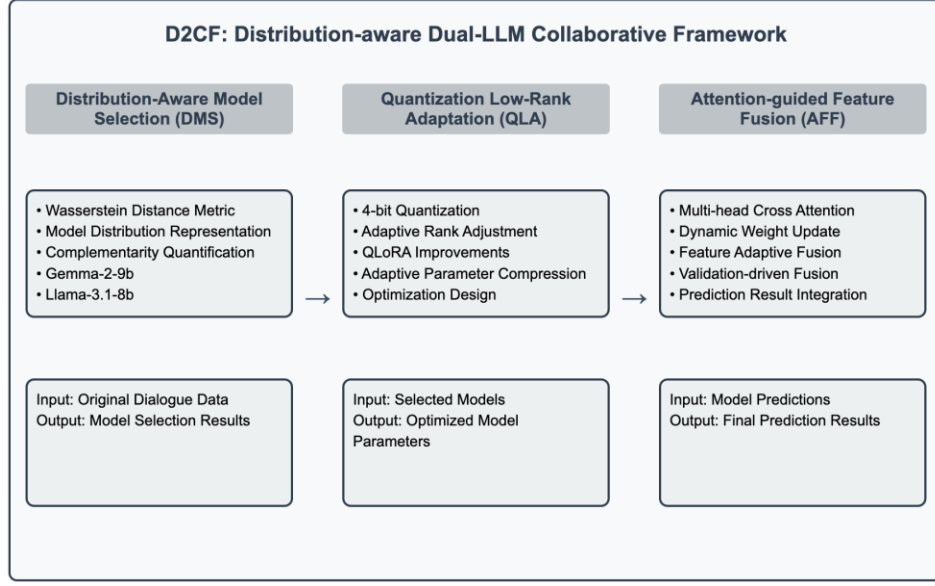 D2CF: Distribution-aware Dual-LLM Collaborative Framework
Distribution-Aware Model
Selection (DMS)
• Wasserstein Distance Metric
• Model Distribution Representation
• Complementarity Quantification
• Gemma-2-9b
• Llama-3.1-8b
Input: Original Dialogue Data
Output: Model Selection Results
→
Quantization Low-Rank
Adaptation (QLA)
• 4-bit Quantization
• Adaptive Rank Adjustment
• QLoRA Improvements
• Adaptive Parameter Compression
• Optimization Design
Input: Selected Models
Output: Optimized Model
Parameters
→
Attention-guided Feature
Fusion (AFF)
• Multi-head Cross Attention
• Dynamic Weight Update
• Feature Adaptive Fusion
• Validation-driven Fusion
• Prediction Result Integration
Input: Model Predictions
Output: Final Prediction Results